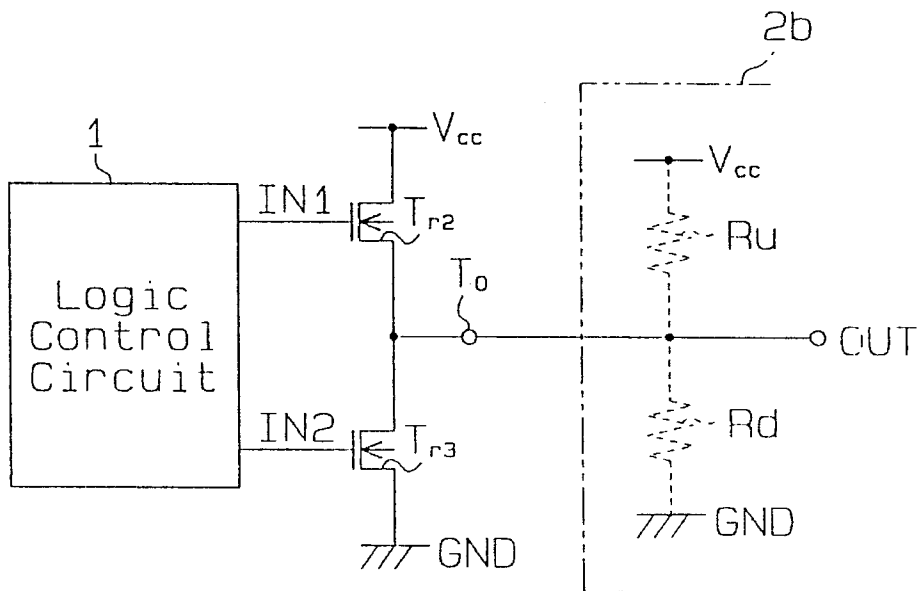 2b
1
Vcc
Vcc
IN1
Tr2
Ru
To
Logic
Control
Circuit
OUT
IN2
Tr3
Rd
GND
GND